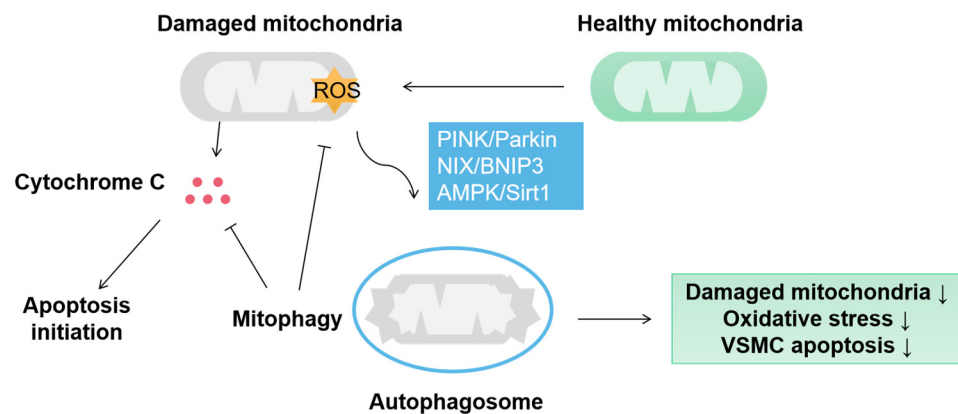 Damaged mitochondria
Healthy mitochondria
ROS
PINK/Parkin
NIX/BNIP3
AMPK/Sirt1
Cytochrome C
Apoptosis
initiation
Mitophagy
Damaged mitochondria ↓
Oxidative stress ↓
VSMC apoptosis ↓
Autophagosome